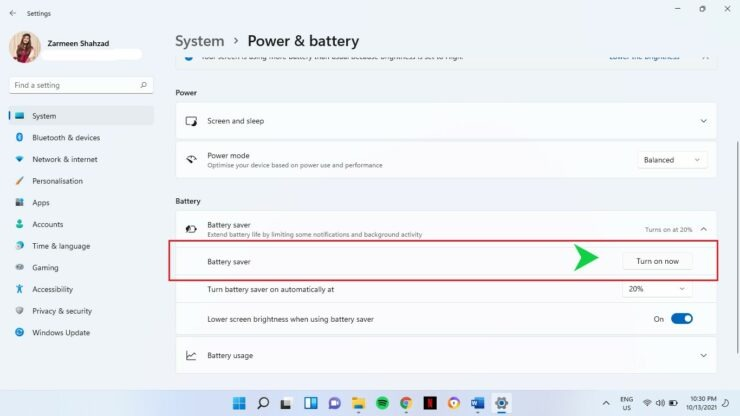 Settings
Zarmeen Shahzad
Find a setting
System
Bluetooth & devices
Network & internet
Personalisation
Apps
Accounts
Time & language
Gaming
Accessibility
Privacy & security
Windows Update
System > Power & battery
Your screen is using more battery than usual because brightness is set to High. Lower the brightness
Power
Screen and sleep
Power mode
Optimise your device based on power use and performance
Balanced
Battery
Battery saver
Extend battery life by limiting some notifications and background activity
Turns on at 20%
Battery saver
Turn on now
Turn battery saver on automatically at
20%
Lower screen brightness when using battery saver
On
Battery usage
ENG
US
10:30 PM
10/13/2021